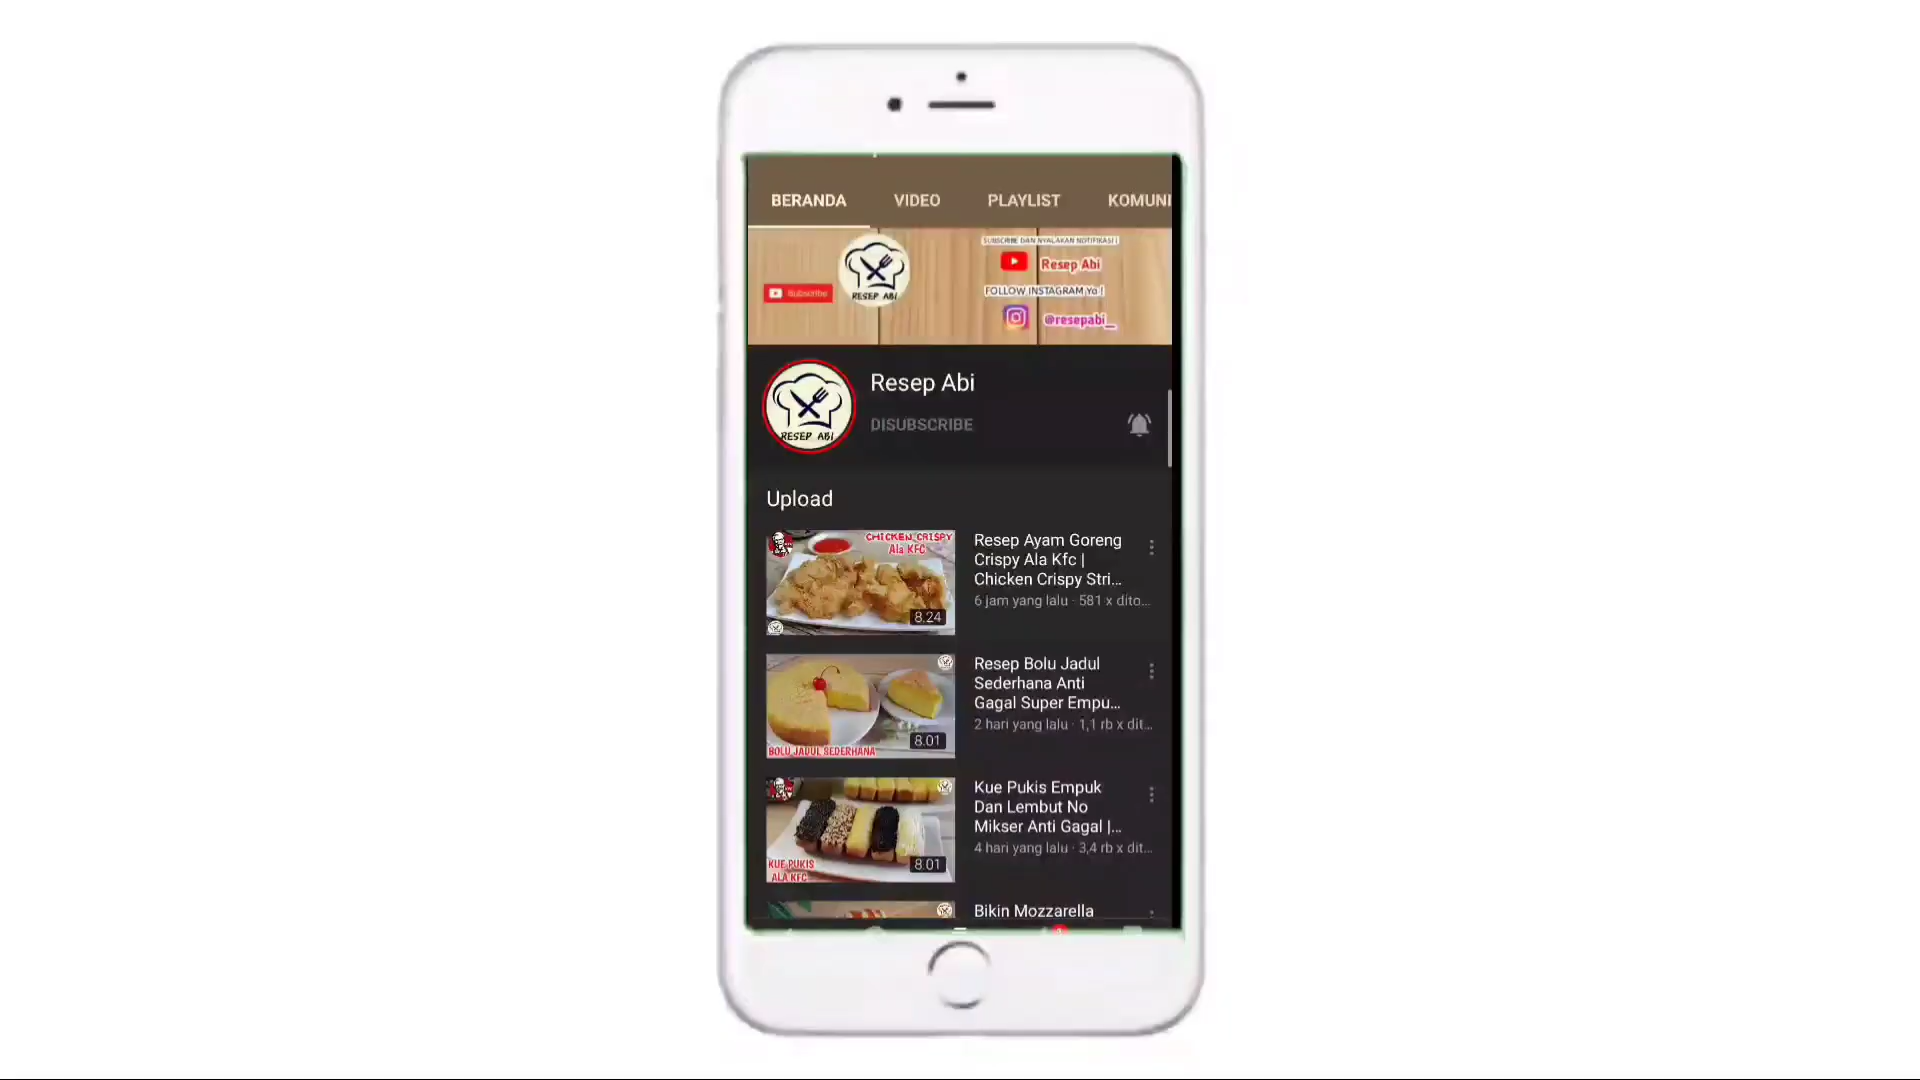 BERANDA VIDEO PLAYLIST KOMUNI
SUBSCRIBE DAN NYALAKAN NOTIFIKASI !
Resep Abi
Subscribe
RESEP ABI
FOLLOW INSTAGRAM Ya !
@resepabi_
Resep Abi
DISUBSCRIBE
RESEP ABI
Upload
CHICKEN CRISPY
Ala KFC
8.24
Resep Ayam Goreng
Crispy Ala Kfc |
Chicken Crispy Stri...
6 jam yang lalu · 581 x dito...
BOLU JADUL SEDERHANA
8.01
Resep Bolu Jadul
Sederhana Anti
Gagal Super Empu...
2 hari yang lalu · 1,1 rb x dit...
KUE PUKIS
ALA KFC
8.01
Kue Pukis Empuk
Dan Lembut No
Mikser Anti Gagal |...
4 hari yang lalu · 3,4 rb x dit...
Bikin Mozzarella